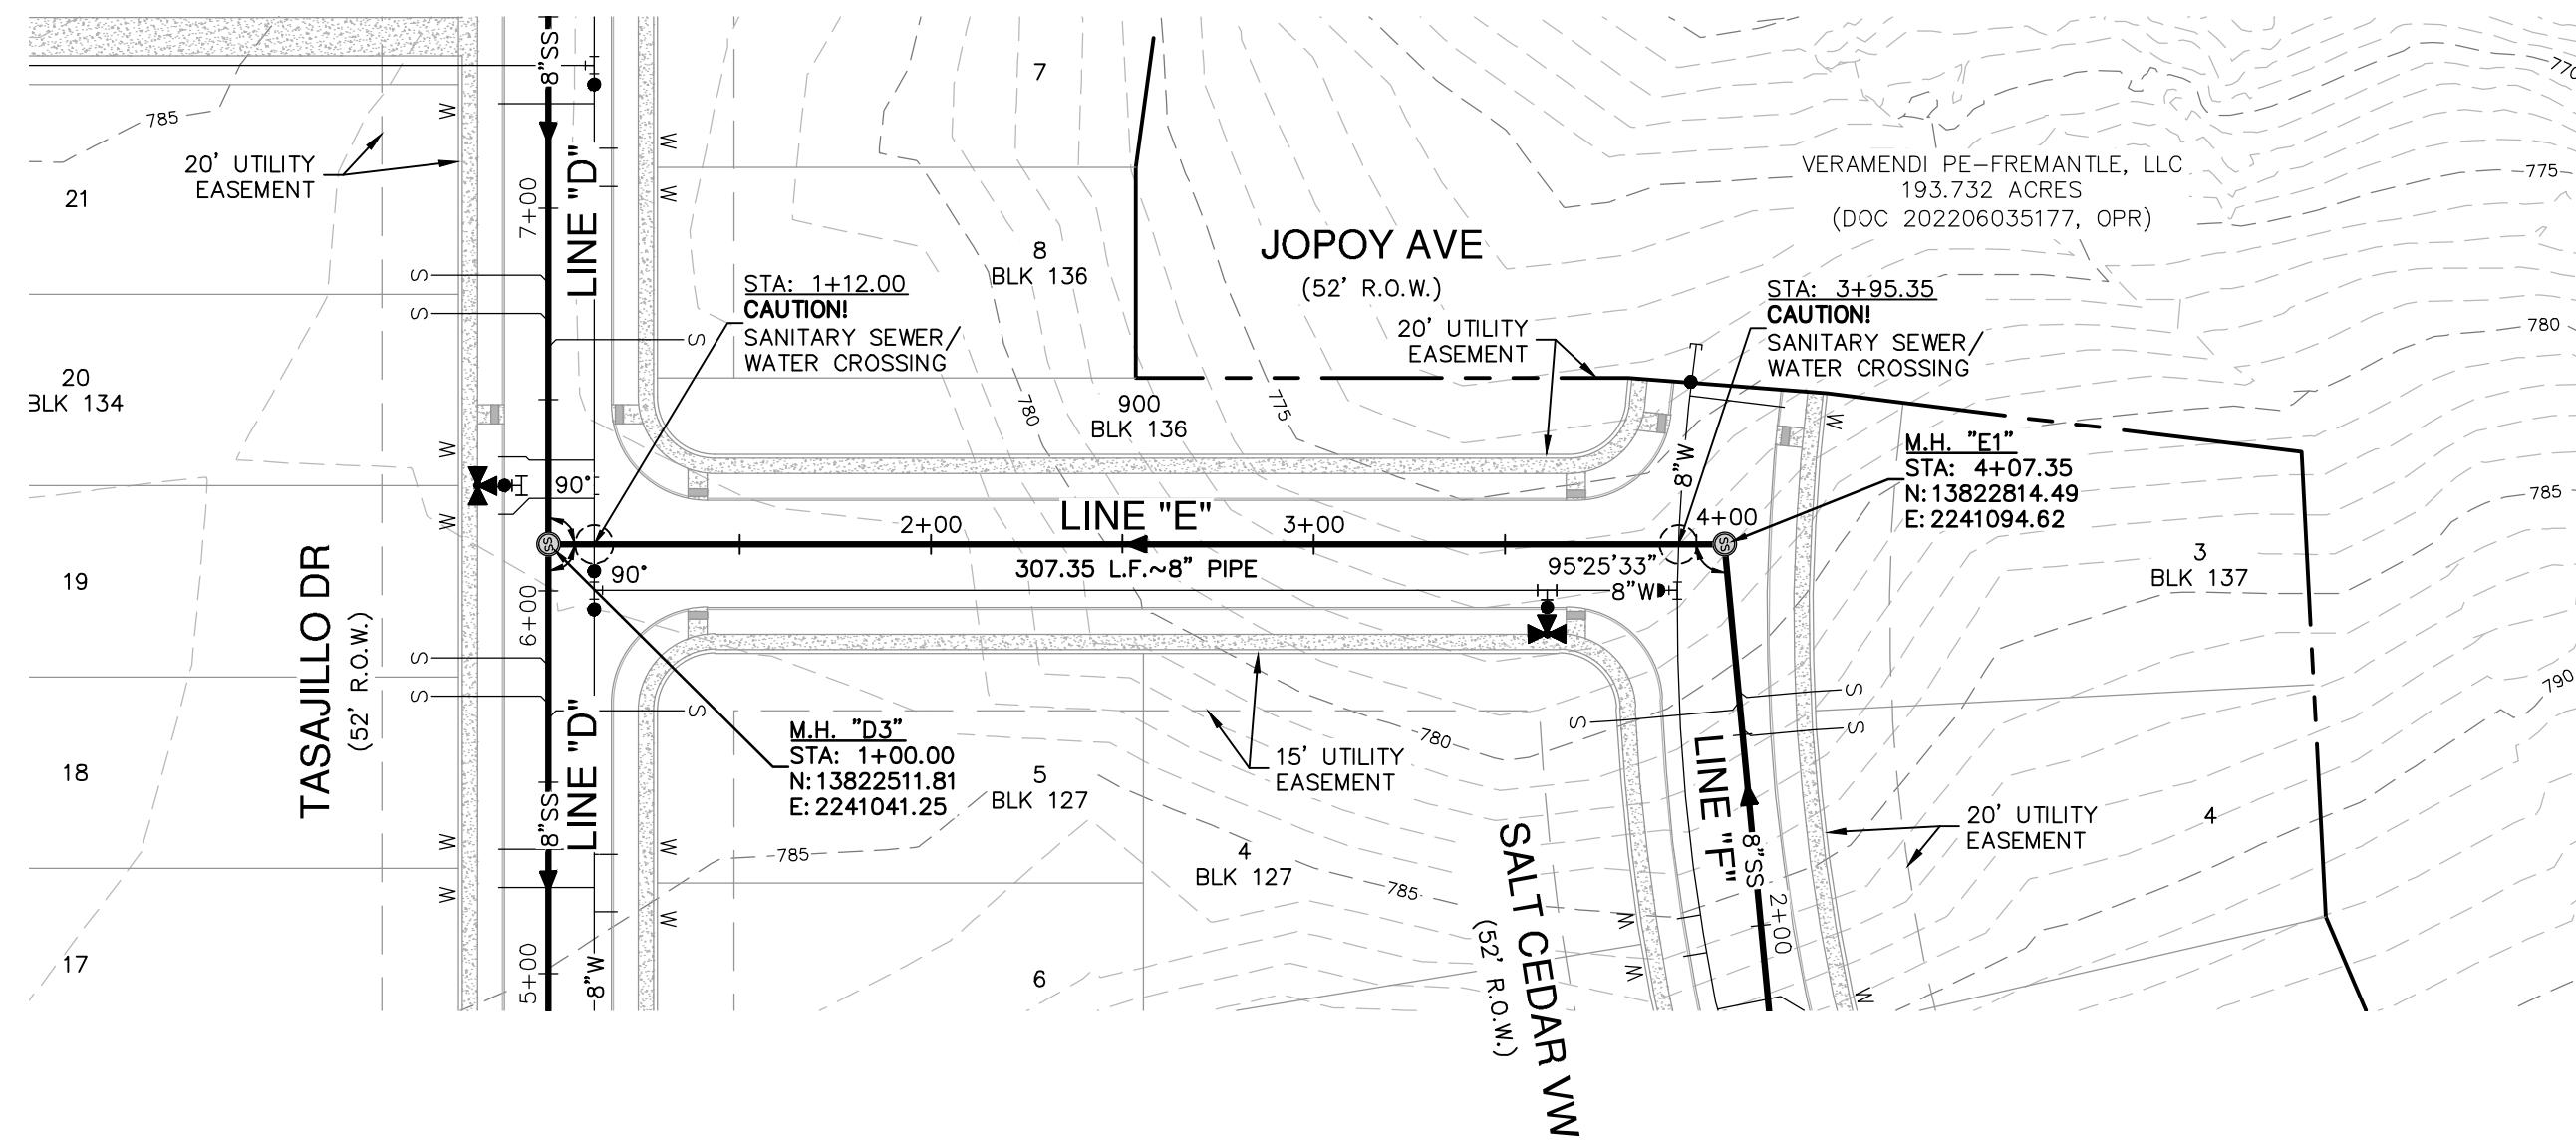 8"SS
7
770
785
W
W
20' UTILITY
EASEMENT
LINE "D"
VERAMENDI PE-FREMANTLE, LLC
193.732 ACRES
(DOC 202206035177, OPR)
775
21
7+00
W
JOPOY AVE
(52' R.O.W.)
8
BLK 136
S
S
S
STA: 1+12.00
CAUTION!
SANITARY SEWER/
WATER CROSSING
STA: 3+95.35
CAUTION!
SANITARY SEWER/
WATER CROSSING
20' UTILITY
EASEMENT
780
20
BLK 134
780
775
900
BLK 136
W
W
8"W
M.H. "E1"
STA: 4+07.35
N:13822814.49
E:2241094.62
785
90°
W
SS
LINE "E"
2+00
3+00
4+00
SS
307.35 L.F.~8" PIPE
95°25'33"
8"W
90°
3
BLK 137
19
6+00
TASAJILLO DR
(52' R.O.W.)
S
S
S
S
S
S
790
M.H. "D3"
STA: 1+00.00
N:13822511.81
E:2241041.25
780
15' UTILITY
EASEMENT
18
5
BLK 127
8"SS
LINE "D"
LINE "F"
8"SS
20' UTILITY
EASEMENT
4
W
W
785
4
BLK 127
785
W
W
SALT CEDAR VW
(52' R.O.W.)
2+00
W
W
W
17
5+00
8"W
6